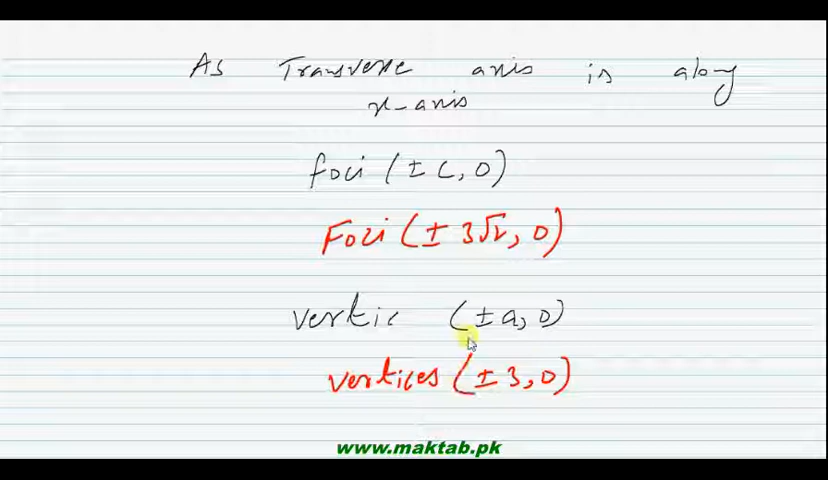 As Transverse axis is along
x-axis
foci (± c, 0)
Foci (± 3√2, 0)
vertic (± a, 0)
vertices (± 3, 0)
www.maktab.pk